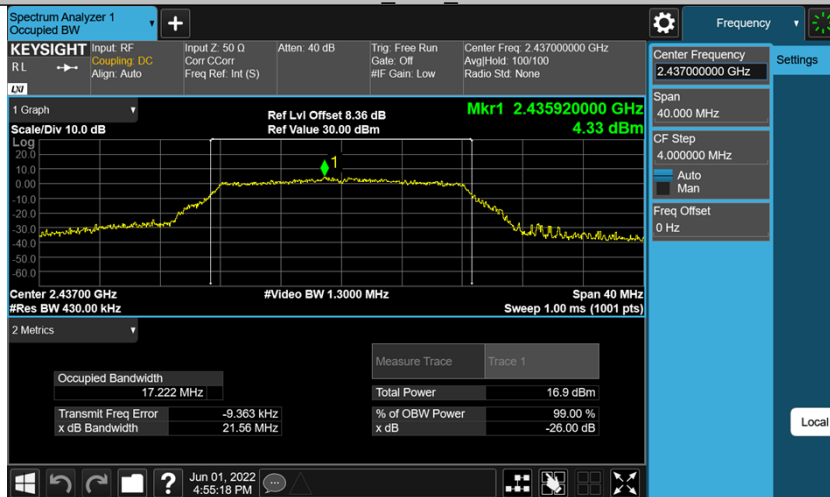 Spectrum Analyzer 1
Occupied BW
Frequency
KEYSIGHT
RL
LXI
Input: RF
Coupling: DC
Align: Auto
Input Z: 50 Ω
Corr CCorr
Freq Ref: Int (S)
Atten: 40 dB
Trig: Free Run
Gate: Off
#IF Gain: Low
Center Freq: 2.437000000 GHz
Avg|Hold: 100/100
Radio Std: None
Center Frequency
2.437000000 GHz
Settings
Span
40.000 MHz
CF Step
4.000000 MHz
Auto
Man
Freq Offset
0 Hz
Local
1 Graph
Scale/Div 10.0 dB
Ref Lvl Offset 8.36 dB
Ref Value 30.00 dBm
Mkr1 2.435920000 GHz
4.33 dBm
Log
20.0
10.0
0.00
-10.0
-20.0
-30.0
-40.0
-50.0
-60.0
1
Center 2.43700 GHz
#Video BW 1.3000 MHz
Span 40 MHz
#Res BW 430.00 kHz
Sweep 1.00 ms (1001 pts)
2 Metrics
Measure Trace
Trace 1
Occupied Bandwidth
17.222 MHz
Total Power
16.9 dBm
Transmit Freq Error
-9.363 kHz
% of OBW Power
99.00 %
x dB Bandwidth
21.56 MHz
x dB
-26.00 dB
?
Jun 01, 2022
4:55:18 PM